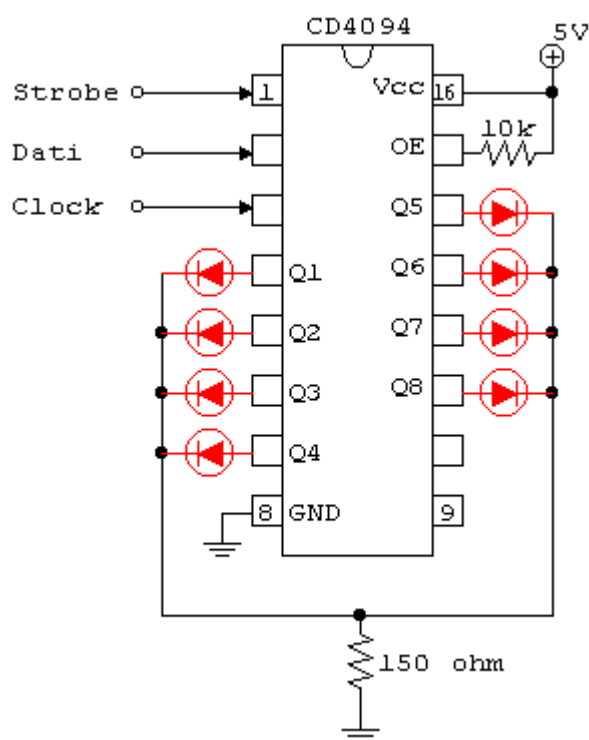 CD4094
5V
Strobe
1
Vcc
16
10k
Dati
OE
Clock
Q5
Q1
Q6
Q2
Q7
Q3
Q8
Q4
8
GND
9
150 ohm